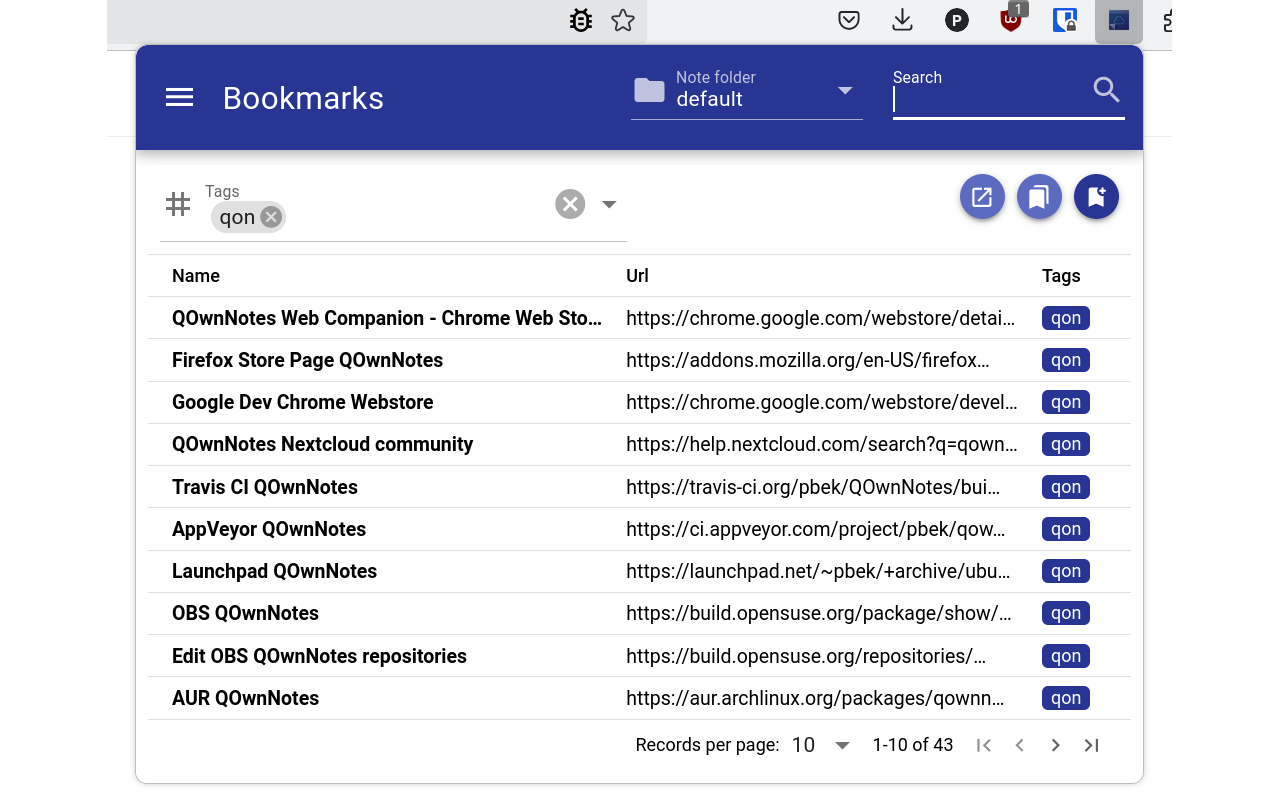 1
P
Bookmarks
Note folder
default
Search
Tags
qon
Name Url Tags
QOwnNotes Web Companion - Chrome Web Sto... https://chrome.google.com/webstore/detai... qon
Firefox Store Page QOwnNotes https://addons.mozilla.org/en-US/firefox... qon
Google Dev Chrome Webstore https://chrome.google.com/webstore/devel... qon
QOwnNotes Nextcloud community https://help.nextcloud.com/search?q=qown... qon
Travis CI QOwnNotes https://travis-ci.org/pbek/QOwnNotes/bui... qon
AppVeyor QOwnNotes https://ci.appveyor.com/project/pbek/qow... qon
Launchpad QOwnNotes https://launchpad.net/~pbek/+archive/ubu... qon
OBS QOwnNotes https://build.opensuse.org/package/show/... qon
Edit OBS QOwnNotes repositories https://build.opensuse.org/repositories/... qon
AUR QOwnNotes https://aur.archlinux.org/packages/qownn... qon
Records per page: 10 1-10 of 43